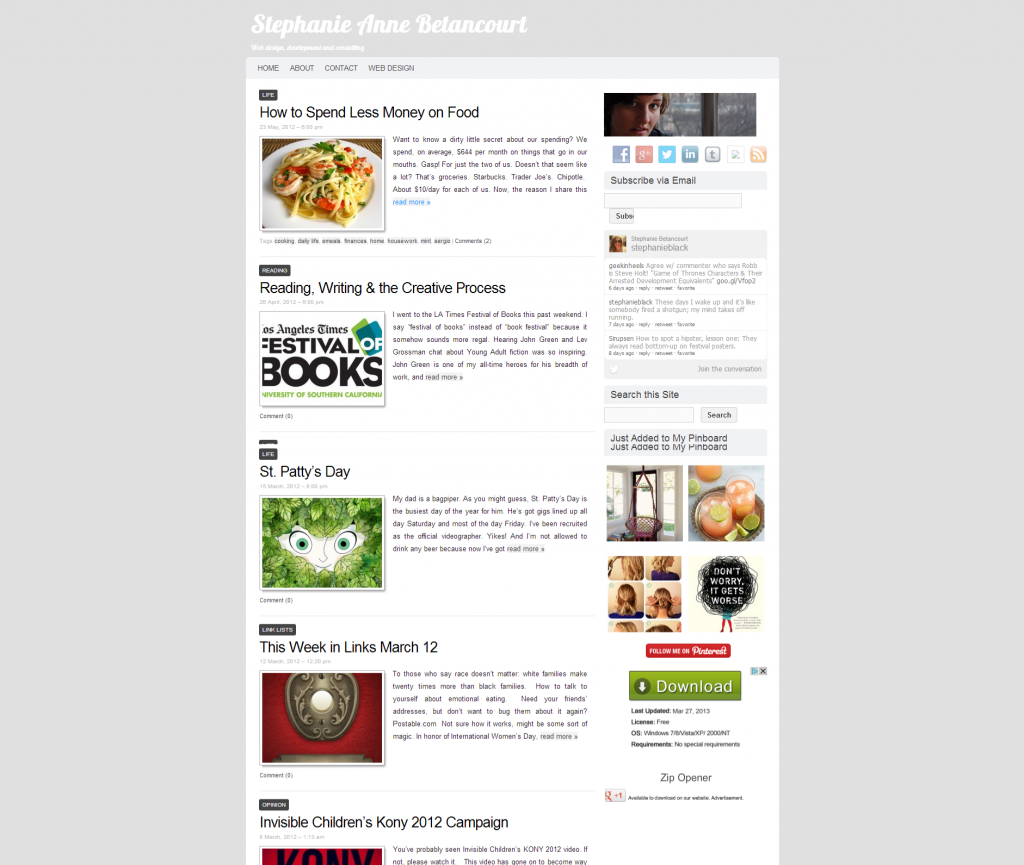 Stephanie Anne Betancourt
Web design, development and consulting
HOME ABOUT CONTACT WEB DESIGN
LIFE
How to Spend Less Money on Food
23 May, 2012 – 6:00 pm
Want to know a dirty little secret about our spending? We
spend, on average, $644 per month on things that go in our
mouths. Gasp! For just the two of us. Doesn't that seem like
a lot? That's groceries. Starbucks. Trader Joe's. Chipotle.
About $10/day for each of us. Now, the reason I share this
read more »
Tags: cooking, daily life, emeals, finances, home, housework, mint, sergio | Comments (2)
READING
Reading, Writing & the Creative Process
26 April, 2012 – 6:00 pm
Los Angeles Times
FESTIVAL OF
BOOKS
UNIVERSITY OF SOUTHERN CALIFORNIA
I went to the LA Times Festival of Books this past weekend. I
say “festival of books” instead of “book festival” because it
somehow sounds more regal. Hearing John Green and Lev
Grossman chat about Young Adult fiction was so inspiring.
John Green is one of my all-time heroes for his breadth of
work, and read more »
Comment (0)
LIFE
St. Patty's Day
My dad is a bagpiper. As you might guess, St. Patty's Day is
the busiest day of the year for him. He's got gigs lined up all
day Saturday and most of the day Friday. I've been recruited
as the official videographer. Yikes! And I'm not allowed to
drink any beer because now I've got read more »
Comment (0)
LINK LISTS
This Week in Links March 12
12 March, 2012 – 12:30 pm
To those who say race doesn't matter: white families make
twenty times more than black families. How to talk to
yourself about emotional eating. Need your friends'
addresses, but don't want to bug them about it again?
Postable.com Not sure how it works, might be some sort of
magic. In honor of International Women's Day, read more »
Comment (0)
OPINION
Invisible Children's Kony 2012 Campaign
KONY
You've probably seen Invisible Children's KONY 2012 video. If
not, please watch it. This video has gone on to become way
Subscribe via Email
Subs
Stephanie Betancourt
stephanieblack
geekinheels Agree w/ commenter who says Robb
is Steve Holt! "Game of Thrones Characters & Their
Arrested Development Equivalents" goo.gl/Vfop2
6 days ago · reply · retweet · favorite
stephanieblack These days I wake up and it's like
somebody fired a shotgun; my mind takes off
running.
7 days ago · reply · retweet · favorite
Sirupsen How to spot a hipster, lesson one: They
always read bottom-up on festival posters.
8 days ago · reply · retweet · favorite
Join the conversation
Search this Site
Search
Just Added to My Pinboard
Just Added to My Pinboard
DON'T
WORRY,
IT GETS
WORSE
FOLLOW ME ON Pinterest
Download
Last Updated: Mar 27, 2013
License: Free
OS: Windows 7/8/Vista/XP/ 2000/NT
Requirements: No special requirements
Zip Opener
g +1 Available to download on our website. Advertisement.